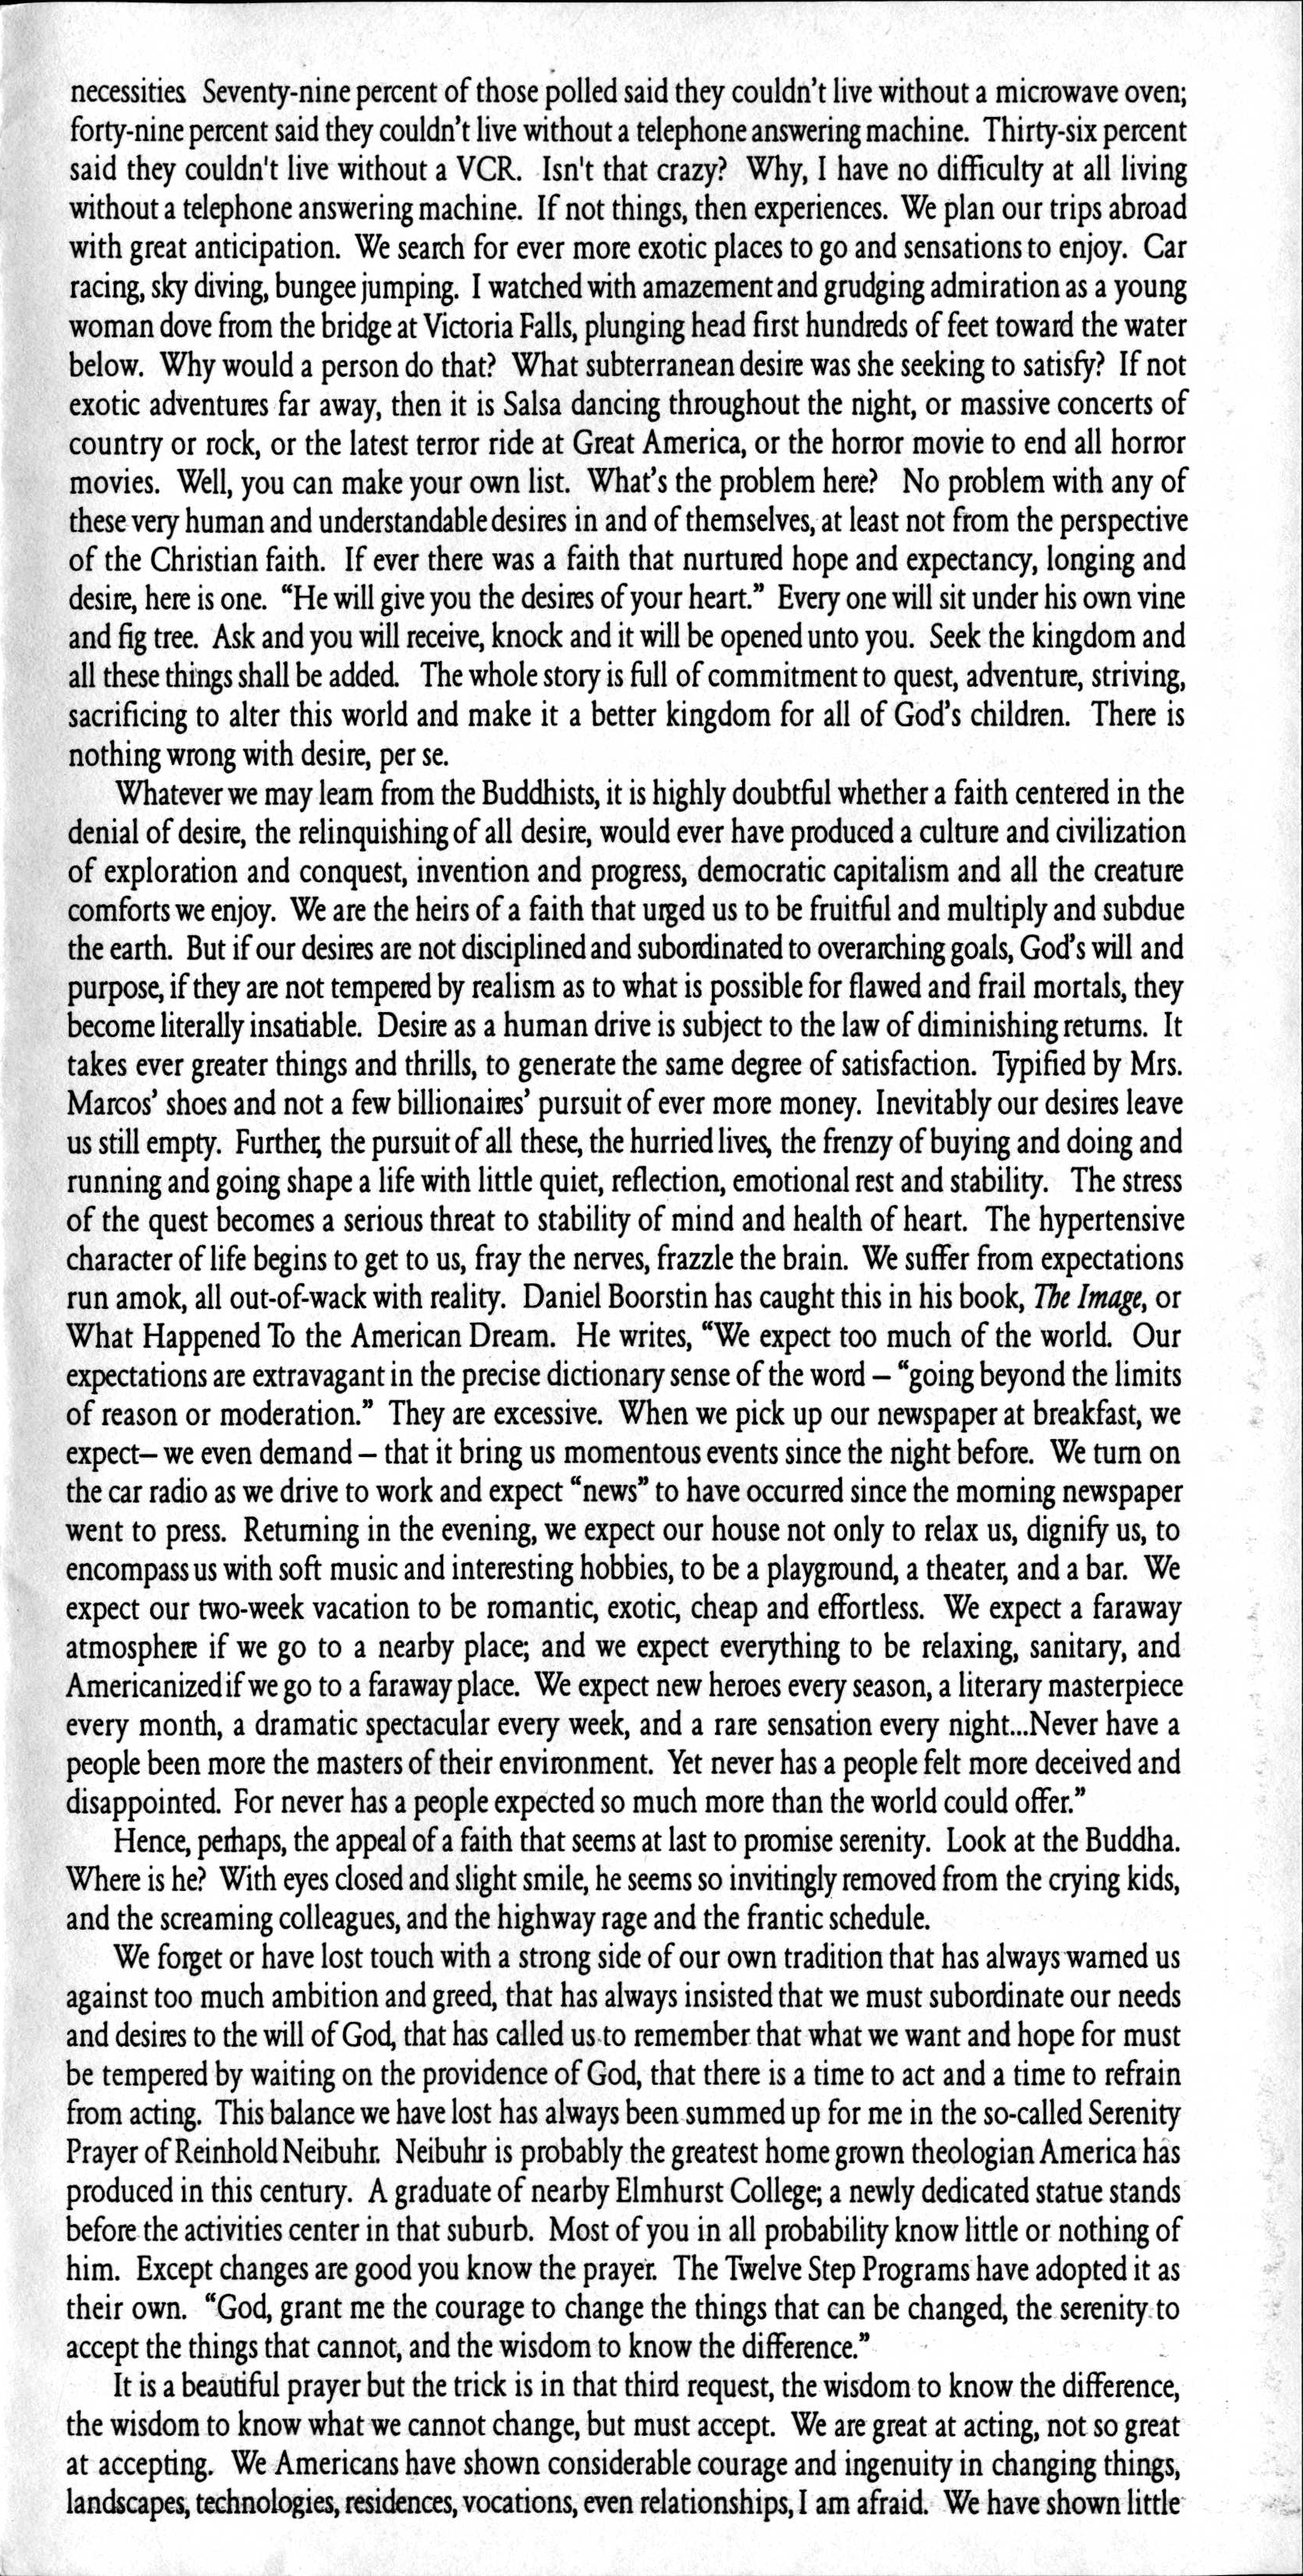 necessities Seventy-nine percent of those polled said they couldn't live without a microwave oven;
forty-nine percent said they couldn't live without a telephone answering machine. Thirty-six percent
said they couldn't live without a VCR. Isn't that crazy? Why, I have no difficulty at all living
without a telephone answering machine. If not things, then experiences. We plan our trips abroad
with great anticipation. We search for ever more exotic places to go and sensations to enjoy. Car
racing, sky diving, bungee jumping. I watched with amazement and grudging admiration as a young
woman dove from the bridge at Victoria Falls, plunging head first hundreds of feet toward the water
below. Why would a person do that? What subterranean desire was she seeking to satisfy? If not
exotic adventures far away, then it is Salsa dancing throughout the night, or massive concerts of
country or rock, or the latest terror ride at Great America, or the horror movie to end all horror
movies. Well, you can make your own list. What's the problem here? No problem with any of
these very human and understandable desires in and of themselves, at least not from the perspective
of the Christian faith. If ever there was a faith that nurtured hope and expectancy, longing and
desire, here is one. “He will give you the desires of your heart.” Every one will sit under his own vine
and fig tree. Ask and you will receive, knock and it will be opened unto you. Seek the kingdom and
all these things shall be added. The whole story is full of commitment to quest, adventure, striving,
sacrificing to alter this world and make it a better kingdom for all of God's children. There is
nothing wrong with desire, per se.
Whatever we may learn from the Buddhists, it is highly doubtful whether a faith centered in the
denial of desire, the relinquishing of all desire, would ever have produced a culture and civilization
of exploration and conquest, invention and progress, democratic capitalism and all the creature
comforts we enjoy. We are the heirs of a faith that urged us to be fruitful and multiply and subdue
the earth. But if our desires are not disciplined and subordinated to overarching goals, God's will and
purpose, if they are not tempered by realism as to what is possible for flawed and frail mortals, they
become literally insatiable. Desire as a human drive is subject to the law of diminishing returns. It
takes ever greater things and thrills, to generate the same degree of satisfaction. Typified by Mrs.
Marcos' shoes and not a few billionaires' pursuit of ever more money. Inevitably our desires leave
us still empty. Further, the pursuit of all these, the hurried lives, the frenzy of buying and doing and
running and going shape a life with little quiet, reflection, emotional rest and stability. The stress
of the quest becomes a serious threat to stability of mind and health of heart. The hypertensive
character of life begins to get to us, fray the nerves, frazzle the brain. We suffer from expectations
run amok, all out-of-wack with reality. Daniel Boorstin has caught this in his book, The Image, or
What Happened To the American Dream. He writes, “We expect too much of the world. Our
expectations are extravagant in the precise dictionary sense of the word – “going beyond the limits
of reason or moderation.” They are excessive. When we pick up our newspaper at breakfast, we
expect– we even demand – that it bring us momentous events since the night before. We turn on
the car radio as we drive to work and expect “news” to have occurred since the morning newspaper
went to press. Returning in the evening, we expect our house not only to relax us, dignify us, to
encompass us with soft music and interesting hobbies, to be a playground, a theater, and a bar. We
expect our two-week vacation to be romantic, exotic, cheap and effortless. We expect a faraway
atmosphere if we go to a nearby place; and we expect everything to be relaxing, sanitary, and
Americanized if we go to a faraway place. We expect new heroes every season, a literary masterpiece
every month, a dramatic spectacular every week, and a rare sensation every night...Never have a
people been more the masters of their environment. Yet never has a people felt more deceived and
disappointed. For never has a people expected so much more than the world could offer.”
Hence, perhaps, the appeal of a faith that seems at last to promise serenity. Look at the Buddha.
Where is he? With eyes closed and slight smile, he seems so invitingly removed from the crying kids,
and the screaming colleagues, and the highway rage and the frantic schedule.
We forget or have lost touch with a strong side of our own tradition that has always warned us
against too much ambition and greed, that has always insisted that we must subordinate our needs
and desires to the will of God, that has called us to remember that what we want and hope for must
be tempered by waiting on the providence of God, that there is a time to act and a time to refrain
from acting. This balance we have lost has always been summed up for me in the so-called Serenity
Prayer of Reinhold Neibuhr. Neibuhr is probably the greatest home grown theologian America has
produced in this century. A graduate of nearby Elmhurst College; a newly dedicated statue stands
before the activities center in that suburb. Most of you in all probability know little or nothing of
him. Except changes are good you know the prayer. The Twelve Step Programs have adopted it as
their own. “God, grant me the courage to change the things that can be changed, the serenity to
accept the things that cannot, and the wisdom to know the difference.”
It is a beautiful prayer but the trick is in that third request, the wisdom to know the difference,
the wisdom to know what we cannot change, but must accept. We are great at acting, not so great
at accepting. We Americans have shown considerable courage and ingenuity in changing things,
landscapes, technologies, residences, vocations, even relationships, I am afraid. We have shown little